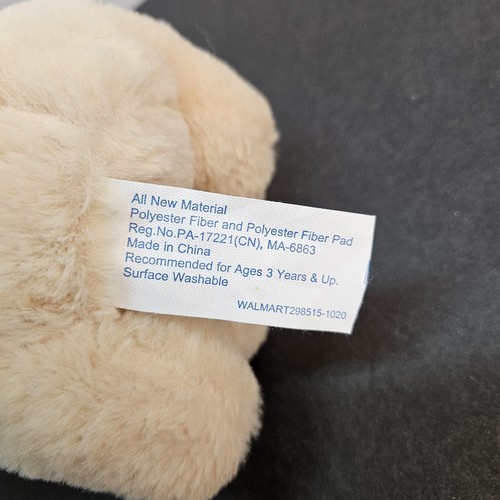 All New Material
Polyester Fiber and Polyester Fiber Pad
Reg.No.PA-17221(CN), MA-6863
Made in China
Recommended for Ages 3 Years & Up.
Surface Washable
WALMART298515-1020